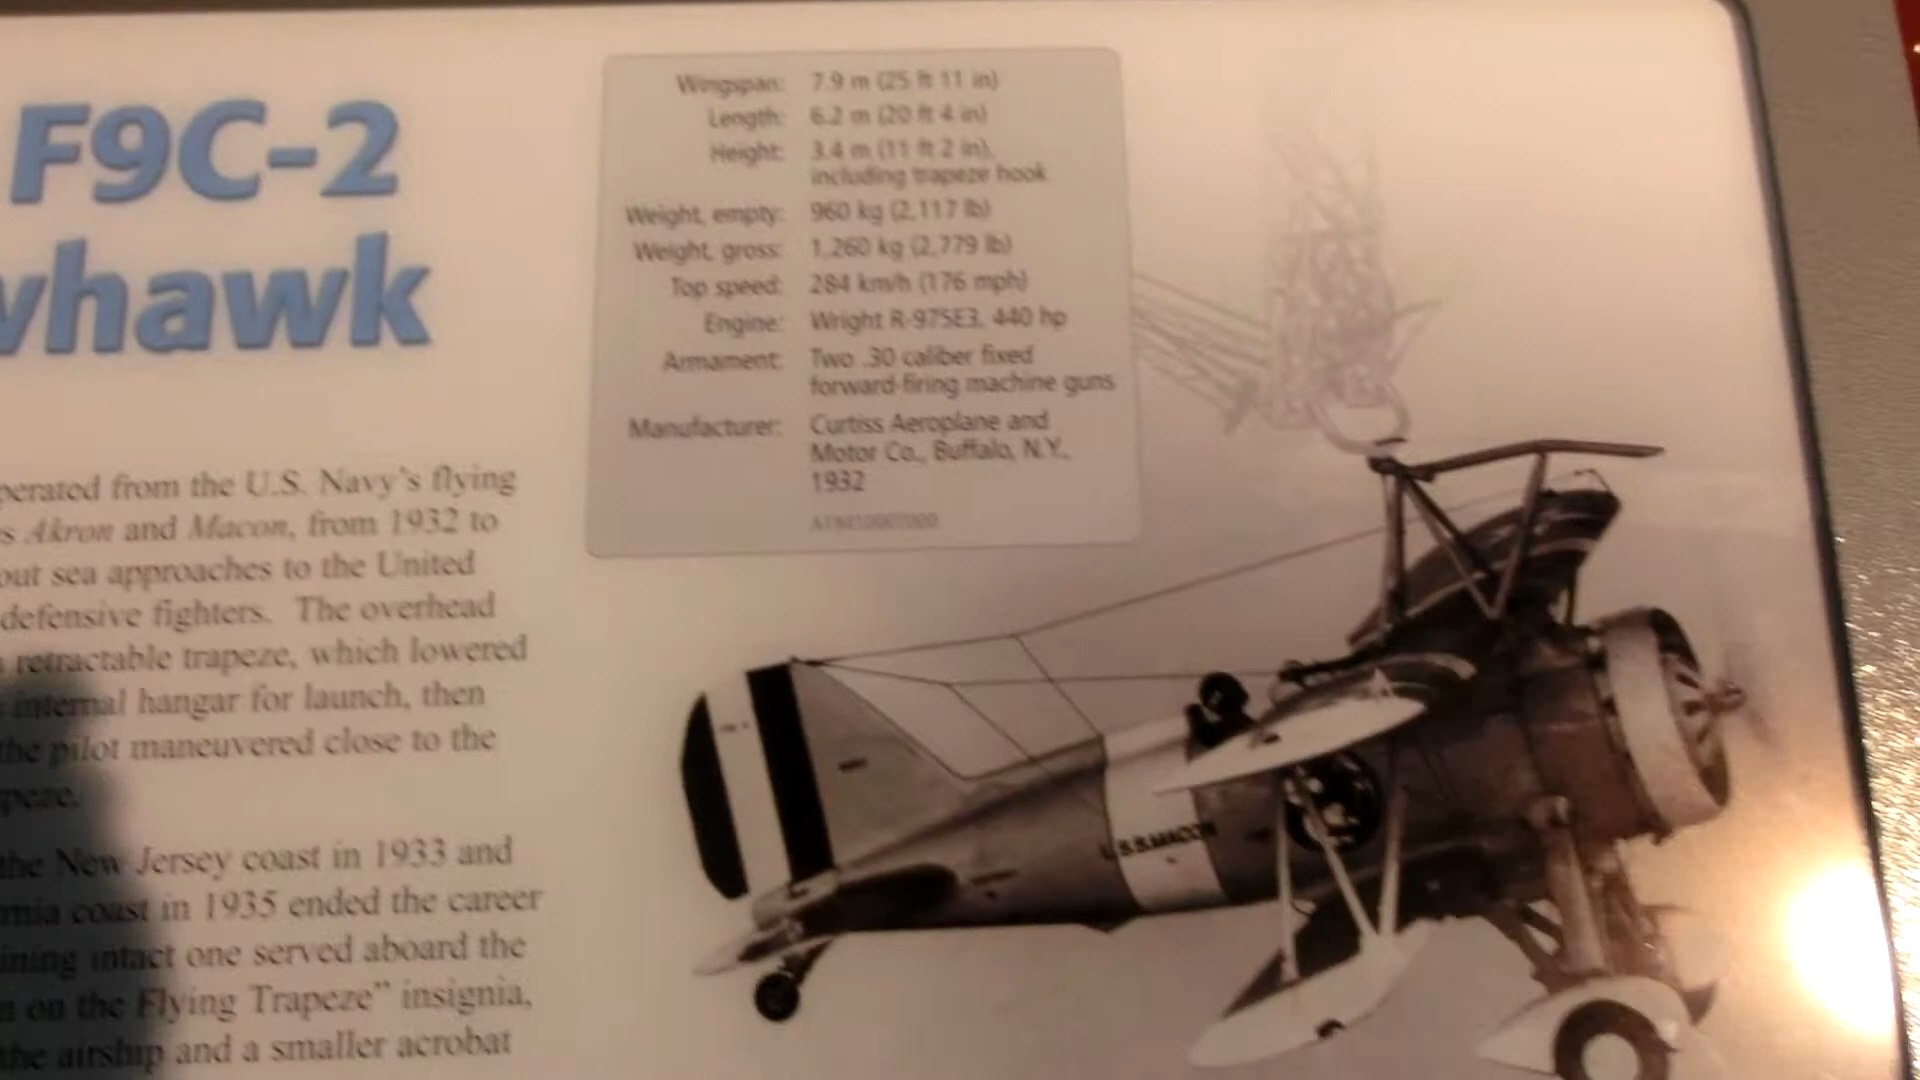 F9C-2
whawk
Wingspan: 7.9 m (25 ft 11 in)
Length: 6.2 m (20 ft 4 in)
Height: 3.4 m (11 ft 2 in),
including trapeze hook
Weight, empty: 960 kg (2,117 lb)
Weight, gross: 1,260 kg (2,779 lb)
Top speed: 284 km/h (176 mph)
Engine: Wright R-975E3, 440 hp
Armament: Two .30 caliber fixed
forward-firing machine guns
Manufacturer: Curtiss Aeroplane and
Motor Co., Buffalo, N.Y.,
1932
perated from the U.S. Navy's flying
s Akron and Macon, from 1932 to
out sea approaches to the United
defensive fighters. The overhead
retractable trapeze, which lowered
internal hangar for launch, then
the pilot maneuvered close to the
peze.
the New Jersey coast in 1933 and
rnia coast in 1935 ended the career
ining intact one served aboard the
n on the Flying Trapeze" insignia,
the airship and a smaller acrobat
U.S.S. MACON